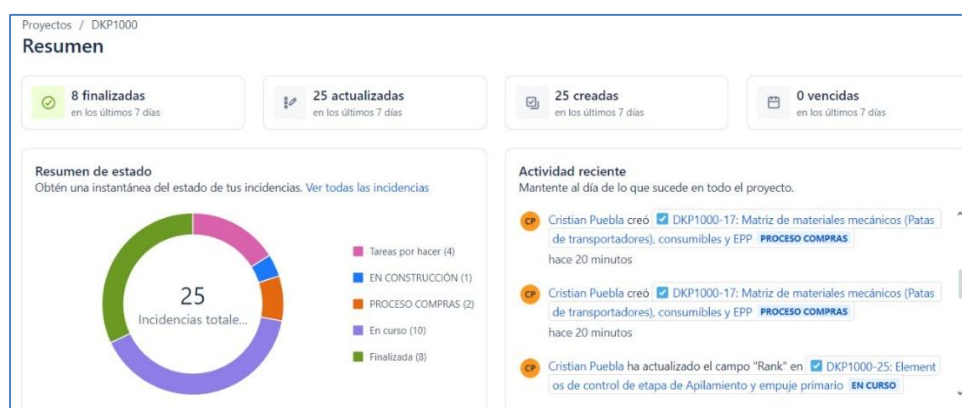 Proyectos / DKP1000
Resumen
8 finalizadas
en los últimos 7 días
25 actualizadas
en los últimos 7 días
25 creadas
en los últimos 7 días
0 vencidas
en los últimos 7 días
Resumen de estado
Obtén una instantánea del estado de tus incidencias. Ver todas las incidencias
25
Incidencias totale...
Tareas por hacer (4)
EN CONSTRUCCIÓN (1)
PROCESO COMPRAS (2)
En curso (10)
Finalizada (8)
Actividad reciente
Mantente al día de lo que sucede en todo el proyecto.
CP Cristian Puebla creó DKP1000-17: Matriz de materiales mecánicos (Patas
de transportadores), consumibles y EPP PROCESO COMPRAS
hace 20 minutos
CP Cristian Puebla creó DKP1000-17: Matriz de materiales mecánicos (Patas
de transportadores), consumibles y EPP PROCESO COMPRAS
hace 20 minutos
CP Cristian Puebla ha actualizado el campo "Rank" en DKP1000-25: Element
os de control de etapa de Apilamiento y empuje primario EN CURSO